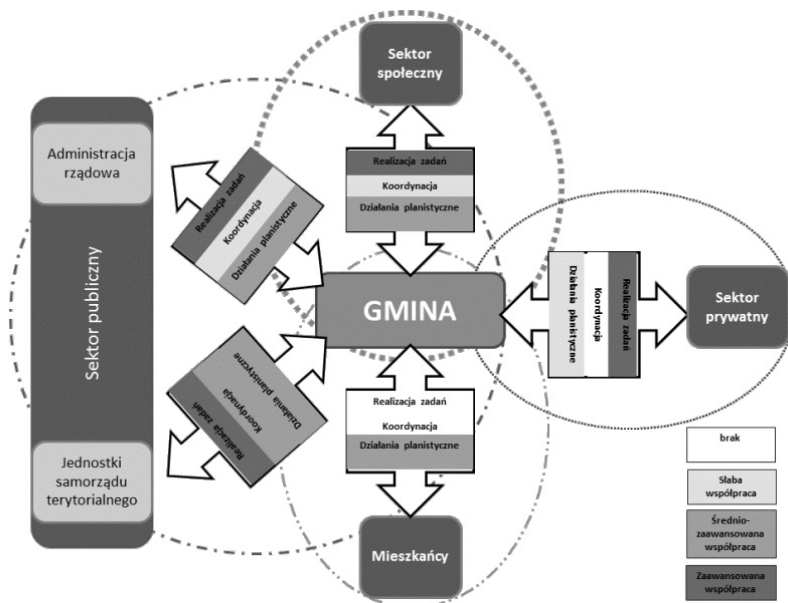 Sektor
społeczny
Administracja
rządowa
Sektor publiczny
Jednostki
samorządu
terytorialnego
Realizacja zadań
Koordynacja
Działania planistyczne
Realizacja zadań
Koordynacja
Działania planistyczne
GMINA
Działania planistyczne
Koordynacja
Realizacja zadań
Sektor
prywatny
Działania planistyczne
Koordynacja
Realizacja zadań
Realizacja zadań
Koordynacja
Działania planistyczne
Mieszkańcy
brak
Słaba
współpraca
Średnio-
zaawansowana
współpraca
Zaawansowana
współpraca